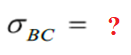 σ_BC = ?